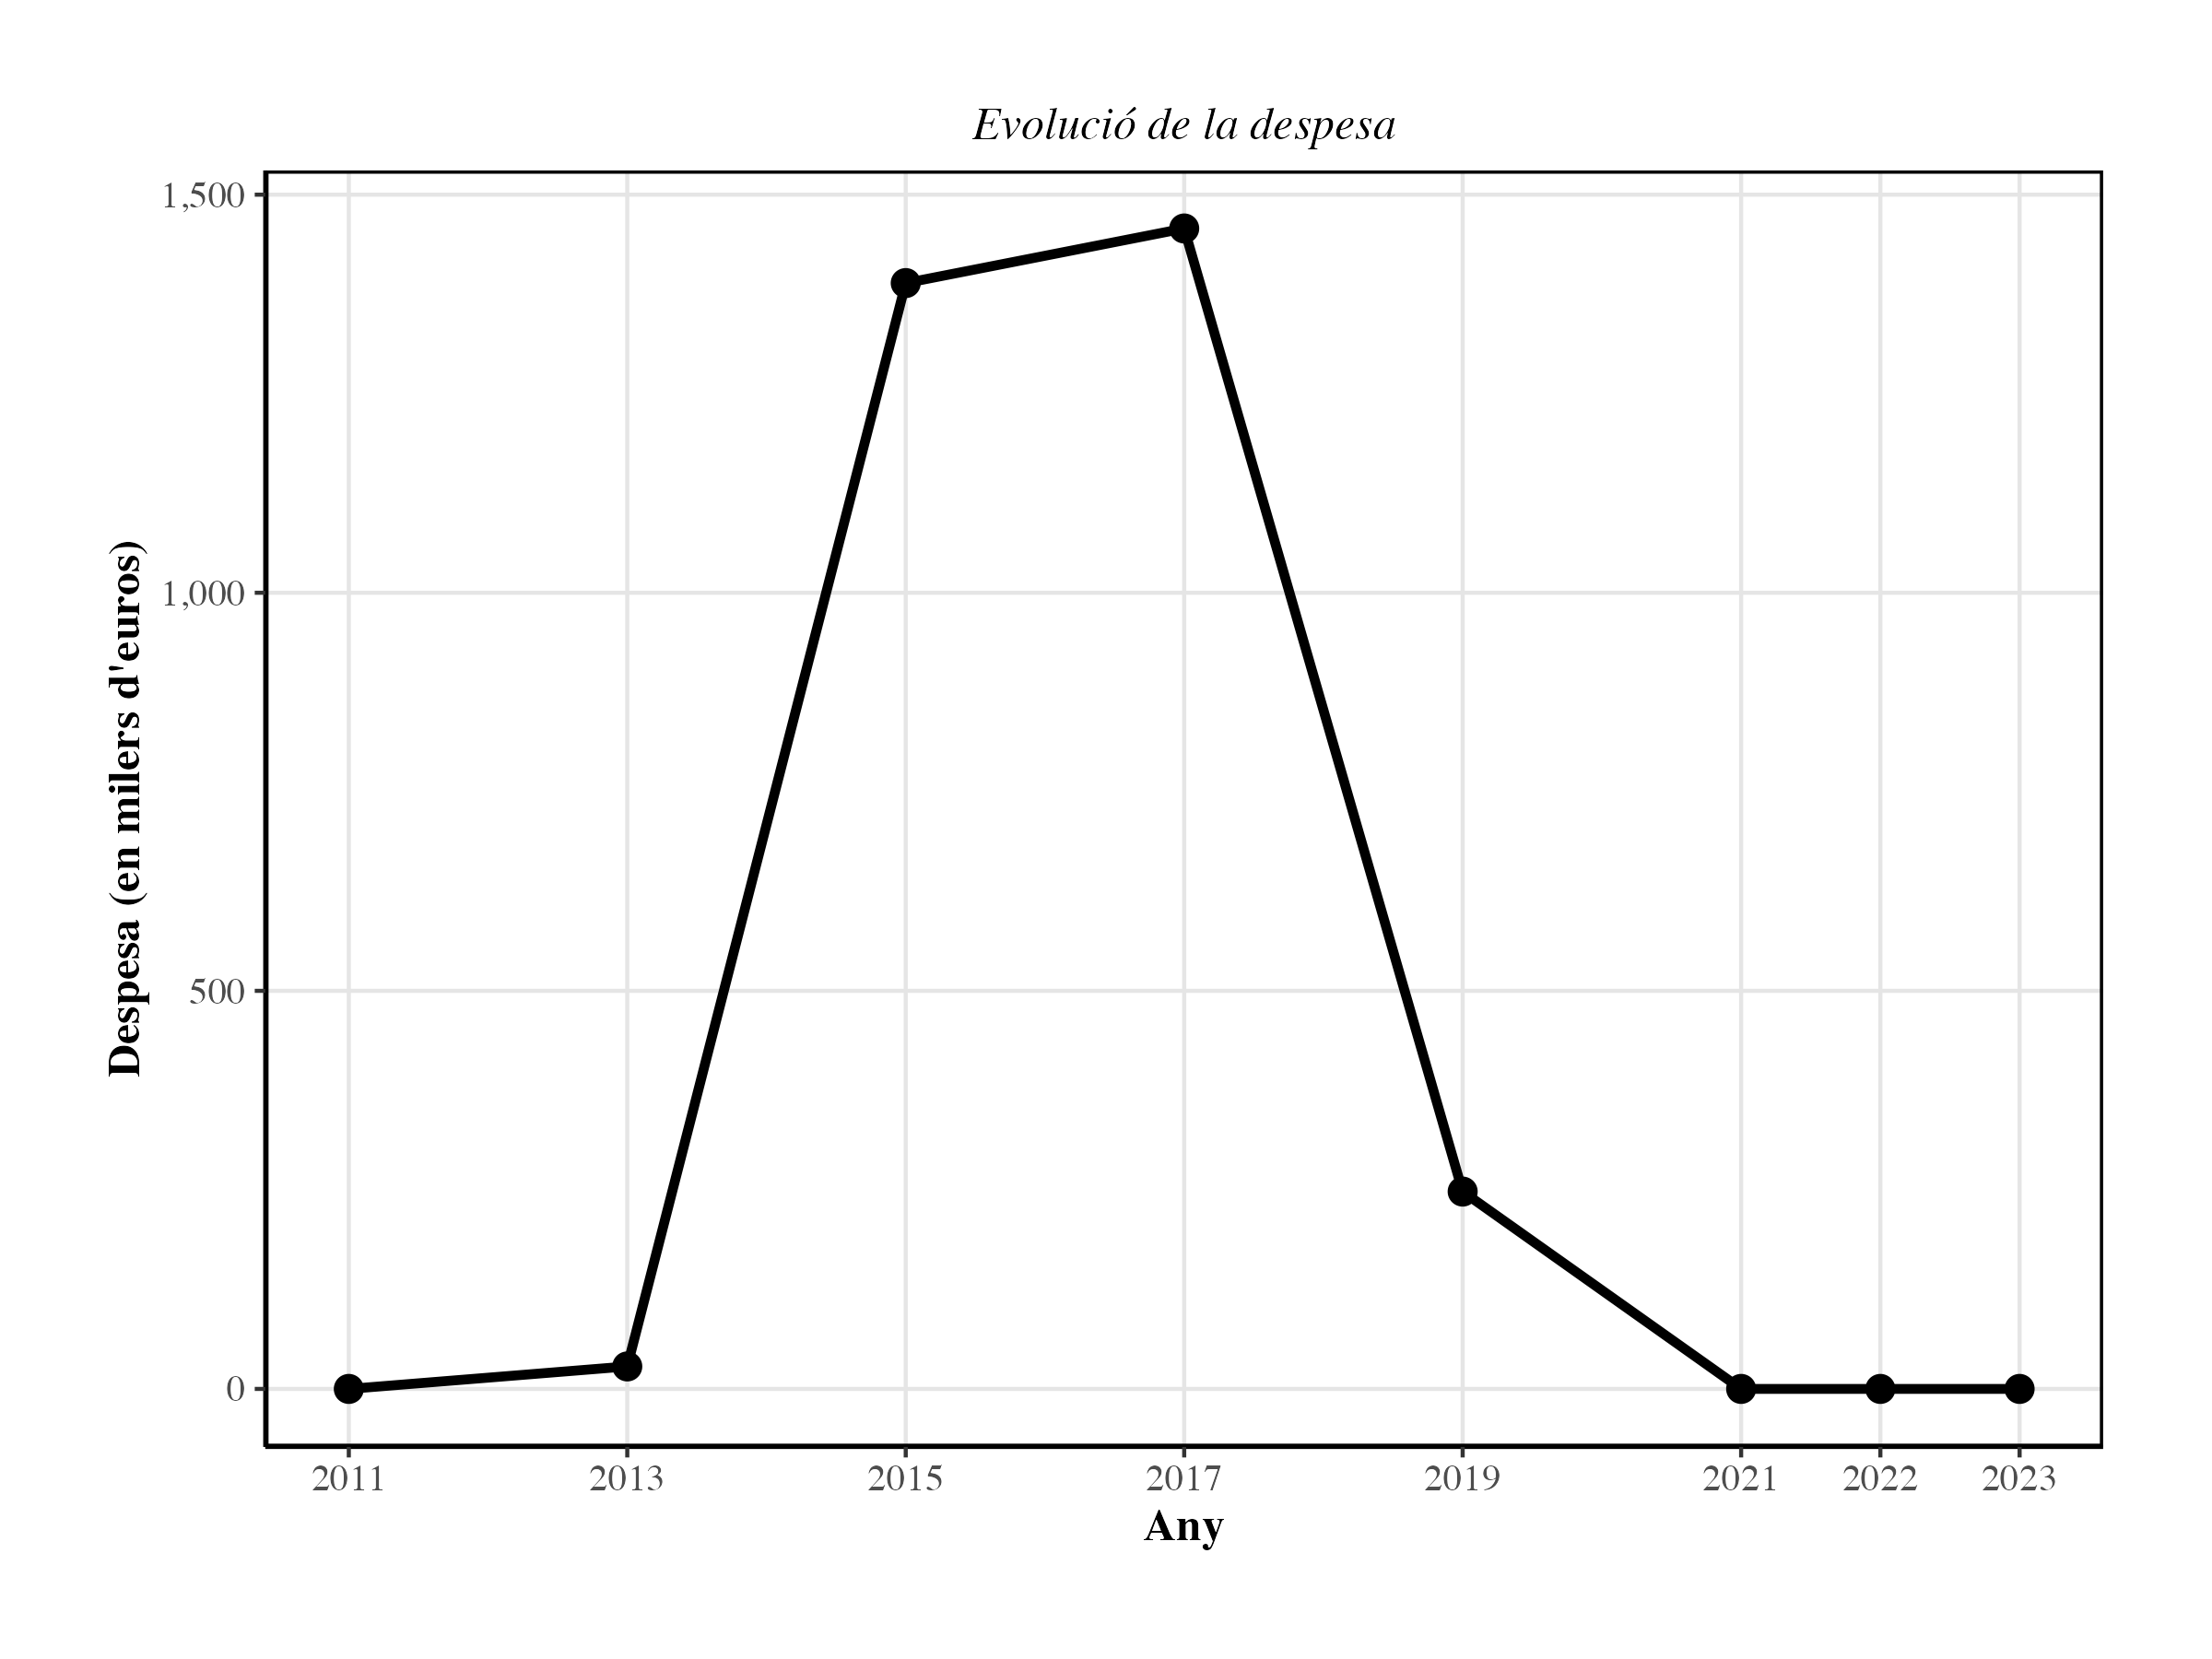 Evolució de la despesa
Despesa (en milers d'euros)
1,500
1,000
500
0
2011 2013 2015 2017 2019 2021 2022 2023
Any